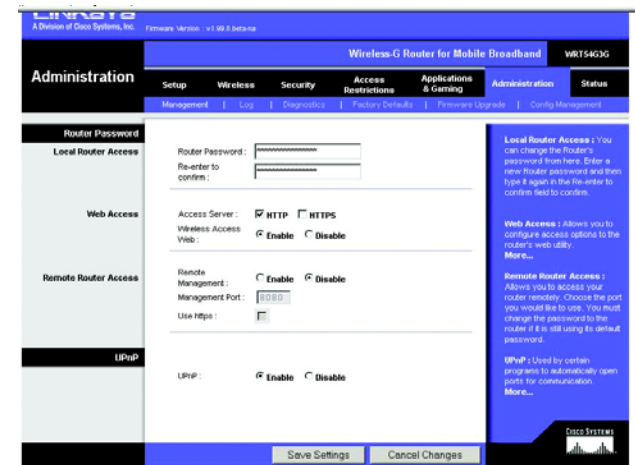 LINKSYS
A Division of Cisco Systems, Inc.
Firmware Version : v1.99.8.beta-na
Wireless-G Router for Mobile Broadband WRT54G3G
Administration
Setup Wireless Security Access Restrictions Applications & Gaming Administration Status
Management | Log | Diagnostics | Factory Defaults | Firmware Upgrade | Config Management
Router Password
Local Router Access
Router Password :
Re-enter to
confirm :
Web Access
Access Server : HTTP HTTPS
Wireless Access
Web : Enable Disable
Remote Router Access
Remote
Management : Enable Disable
Management Port : 8080
Use https :
UPnP
UPnP : Enable Disable
Local Router Access : You
can change the Router's
password from here. Enter a
new Router password and then
type it again in the Re-enter to
confirm field to confirm.
Web Access : Allows you to
configure access options to the
router's web utility.
More...
Remote Router Access :
Allows you to access your
router remotely. Choose the port
you would like to use. You must
change the password to the
router if it is still using its default
password.
UPnP : Used by certain
programs to automatically open
ports for communication.
More...
CISCO SYSTEMS
Save Settings Cancel Changes